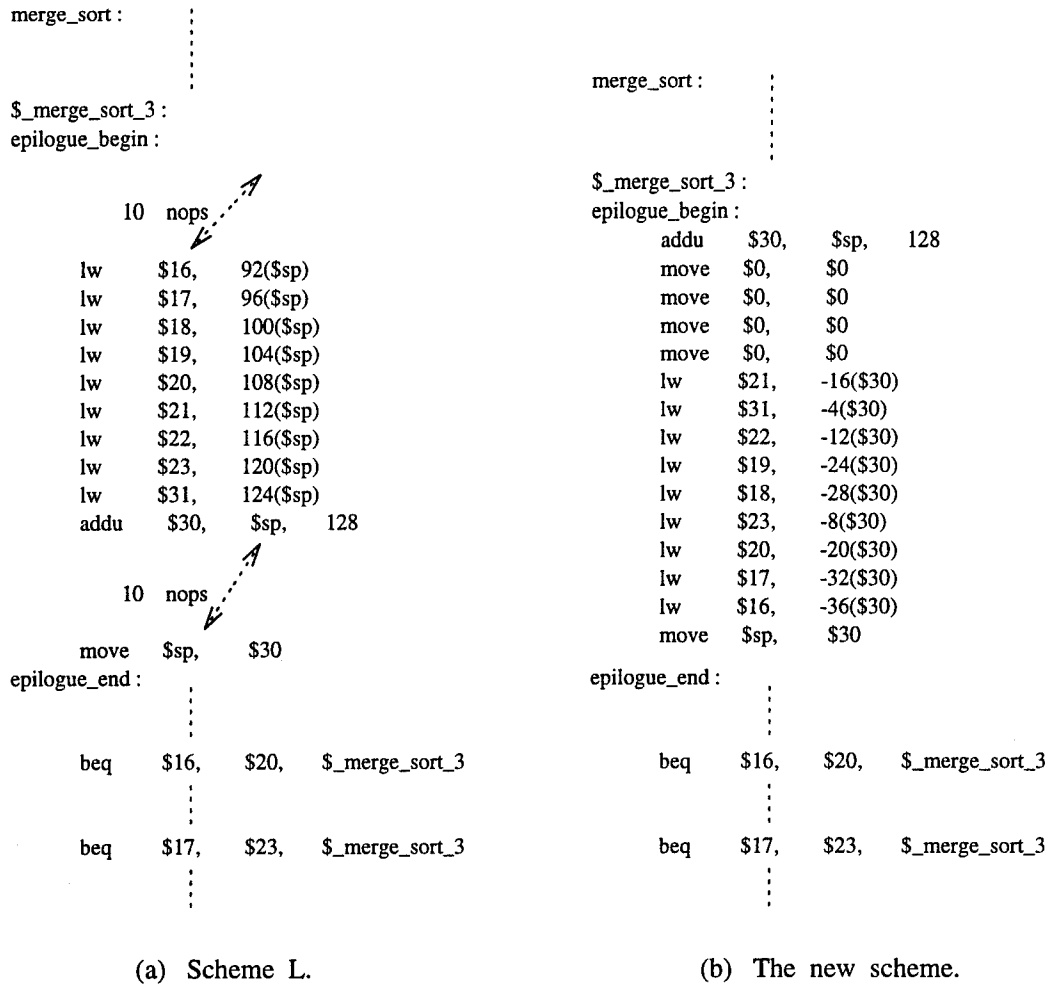 merge_sort :
$_merge_sort_3 :
epilogue_begin :
10 nops
lw $16, 92($sp)
lw $17, 96($sp)
lw $18, 100($sp)
lw $19, 104($sp)
lw $20, 108($sp)
lw $21, 112($sp)
lw $22, 116($sp)
lw $23, 120($sp)
lw $31, 124($sp)
addu $30, $sp, 128
10 nops
move $sp, $30
epilogue_end :
beq $16, $20, $_merge_sort_3
beq $17, $23, $_merge_sort_3
(a) Scheme L.
merge_sort :
$_merge_sort_3 :
epilogue_begin :
addu $30, $sp, 128
move $0, $0
move $0, $0
move $0, $0
move $0, $0
lw $21, -16($30)
lw $31, -4($30)
lw $22, -12($30)
lw $19, -24($30)
lw $18, -28($30)
lw $23, -8($30)
lw $20, -20($30)
lw $17, -32($30)
lw $16, -36($30)
move $sp, $30
epilogue_end :
beq $16, $20, $_merge_sort_3
beq $17, $23, $_merge_sort_3
(b) The new scheme.